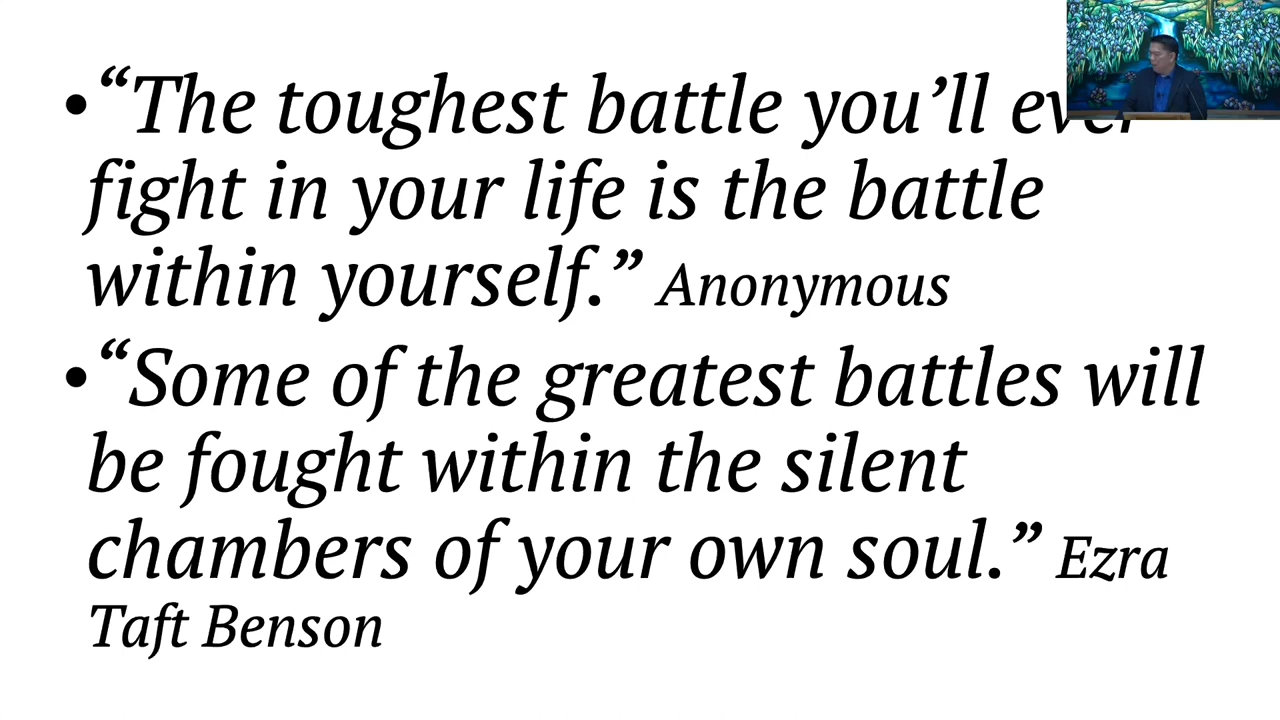 •“The toughest battle you’ll ever
fight in your life is the battle
within yourself.” Anonymous
•“Some of the greatest battles will
be fought within the silent
chambers of your own soul.” Ezra
Taft Benson